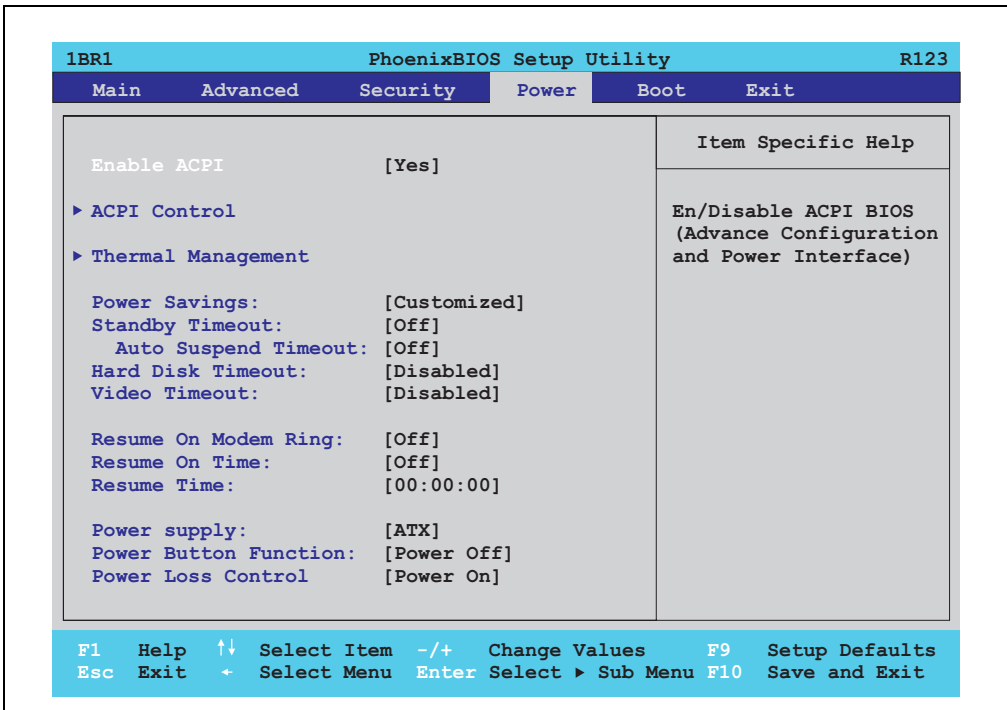 1BR1 PhoenixBIOS Setup Utility R123
Main Advanced Security Power Boot Exit
Enable ACPI [Yes]
▶ ACPI Control
▶ Thermal Management
Power Savings: [Customized]
Standby Timeout: [Off]
Auto Suspend Timeout: [Off]
Hard Disk Timeout: [Disabled]
Video Timeout: [Disabled]
Resume On Modem Ring: [Off]
Resume On Time: [Off]
Resume Time: [00:00:00]
Power supply: [ATX]
Power Button Function: [Power Off]
Power Loss Control [Power On]
Item Specific Help
En/Disable ACPI BIOS
(Advance Configuration
and Power Interface)
F1 Help ↑↓ Select Item -/+ Change Values F9 Setup Defaults
Esc Exit ← Select Menu Enter Select ▶ Sub Menu F10 Save and Exit